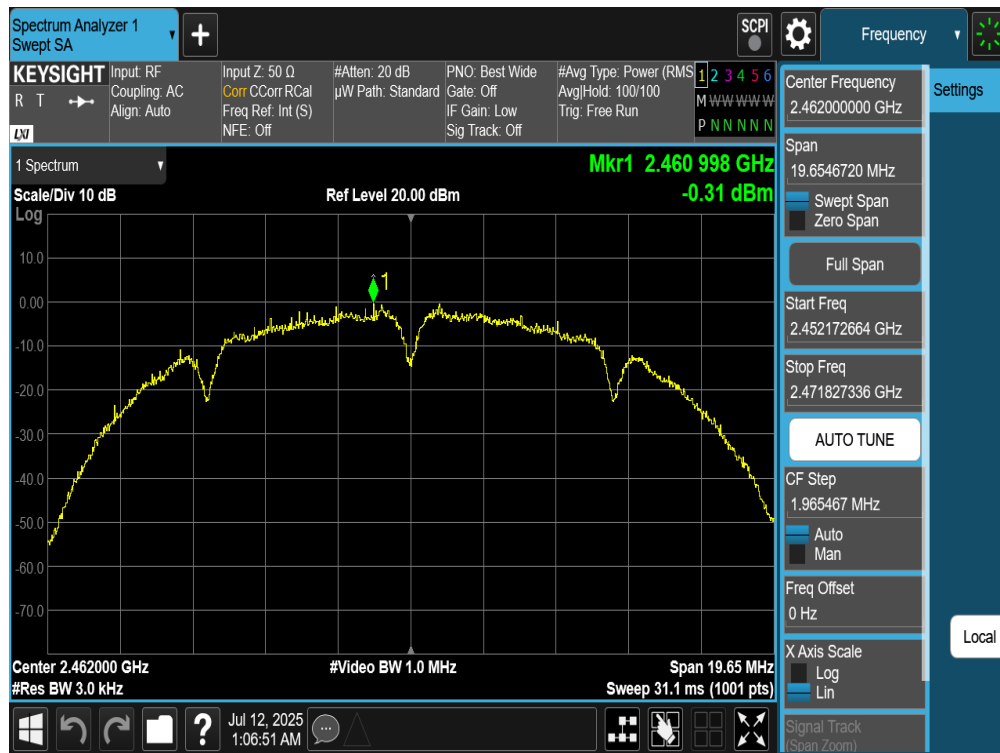 Spectrum Analyzer 1
Swept SA
+
SCPI
Frequency
KEYSIGHT
R T
LXI
Input: RF
Coupling: AC
Align: Auto
Input Z: 50 Ω
Corr CCorr RCal
Freq Ref: Int (S)
NFE: Off
#Atten: 20 dB
µW Path: Standard
PNO: Best Wide
Gate: Off
IF Gain: Low
Sig Track: Off
#Avg Type: Power (RMS
Avg|Hold: 100/100
Trig: Free Run
1 2 3 4 5 6
M W W W W W
P N N N N N
1 Spectrum
Scale/Div 10 dB
Log
Ref Level 20.00 dBm
Mkr1 2.460 998 GHz
-0.31 dBm
1
10.0
0.00
-10.0
-20.0
-30.0
-40.0
-50.0
-60.0
-70.0
Center 2.462000 GHz
#Res BW 3.0 kHz
#Video BW 1.0 MHz
Span 19.65 MHz
Sweep 31.1 ms (1001 pts)
Center Frequency
2.462000000 GHz
Settings
Span
19.6546720 MHz
Swept Span
Zero Span
Full Span
Start Freq
2.452172664 GHz
Stop Freq
2.471827336 GHz
AUTO TUNE
CF Step
1.965467 MHz
Auto
Man
Freq Offset
0 Hz
Local
X Axis Scale
Log
Lin
Signal Track
(Span Zoom)
?
Jul 12, 2025
1:06:51 AM